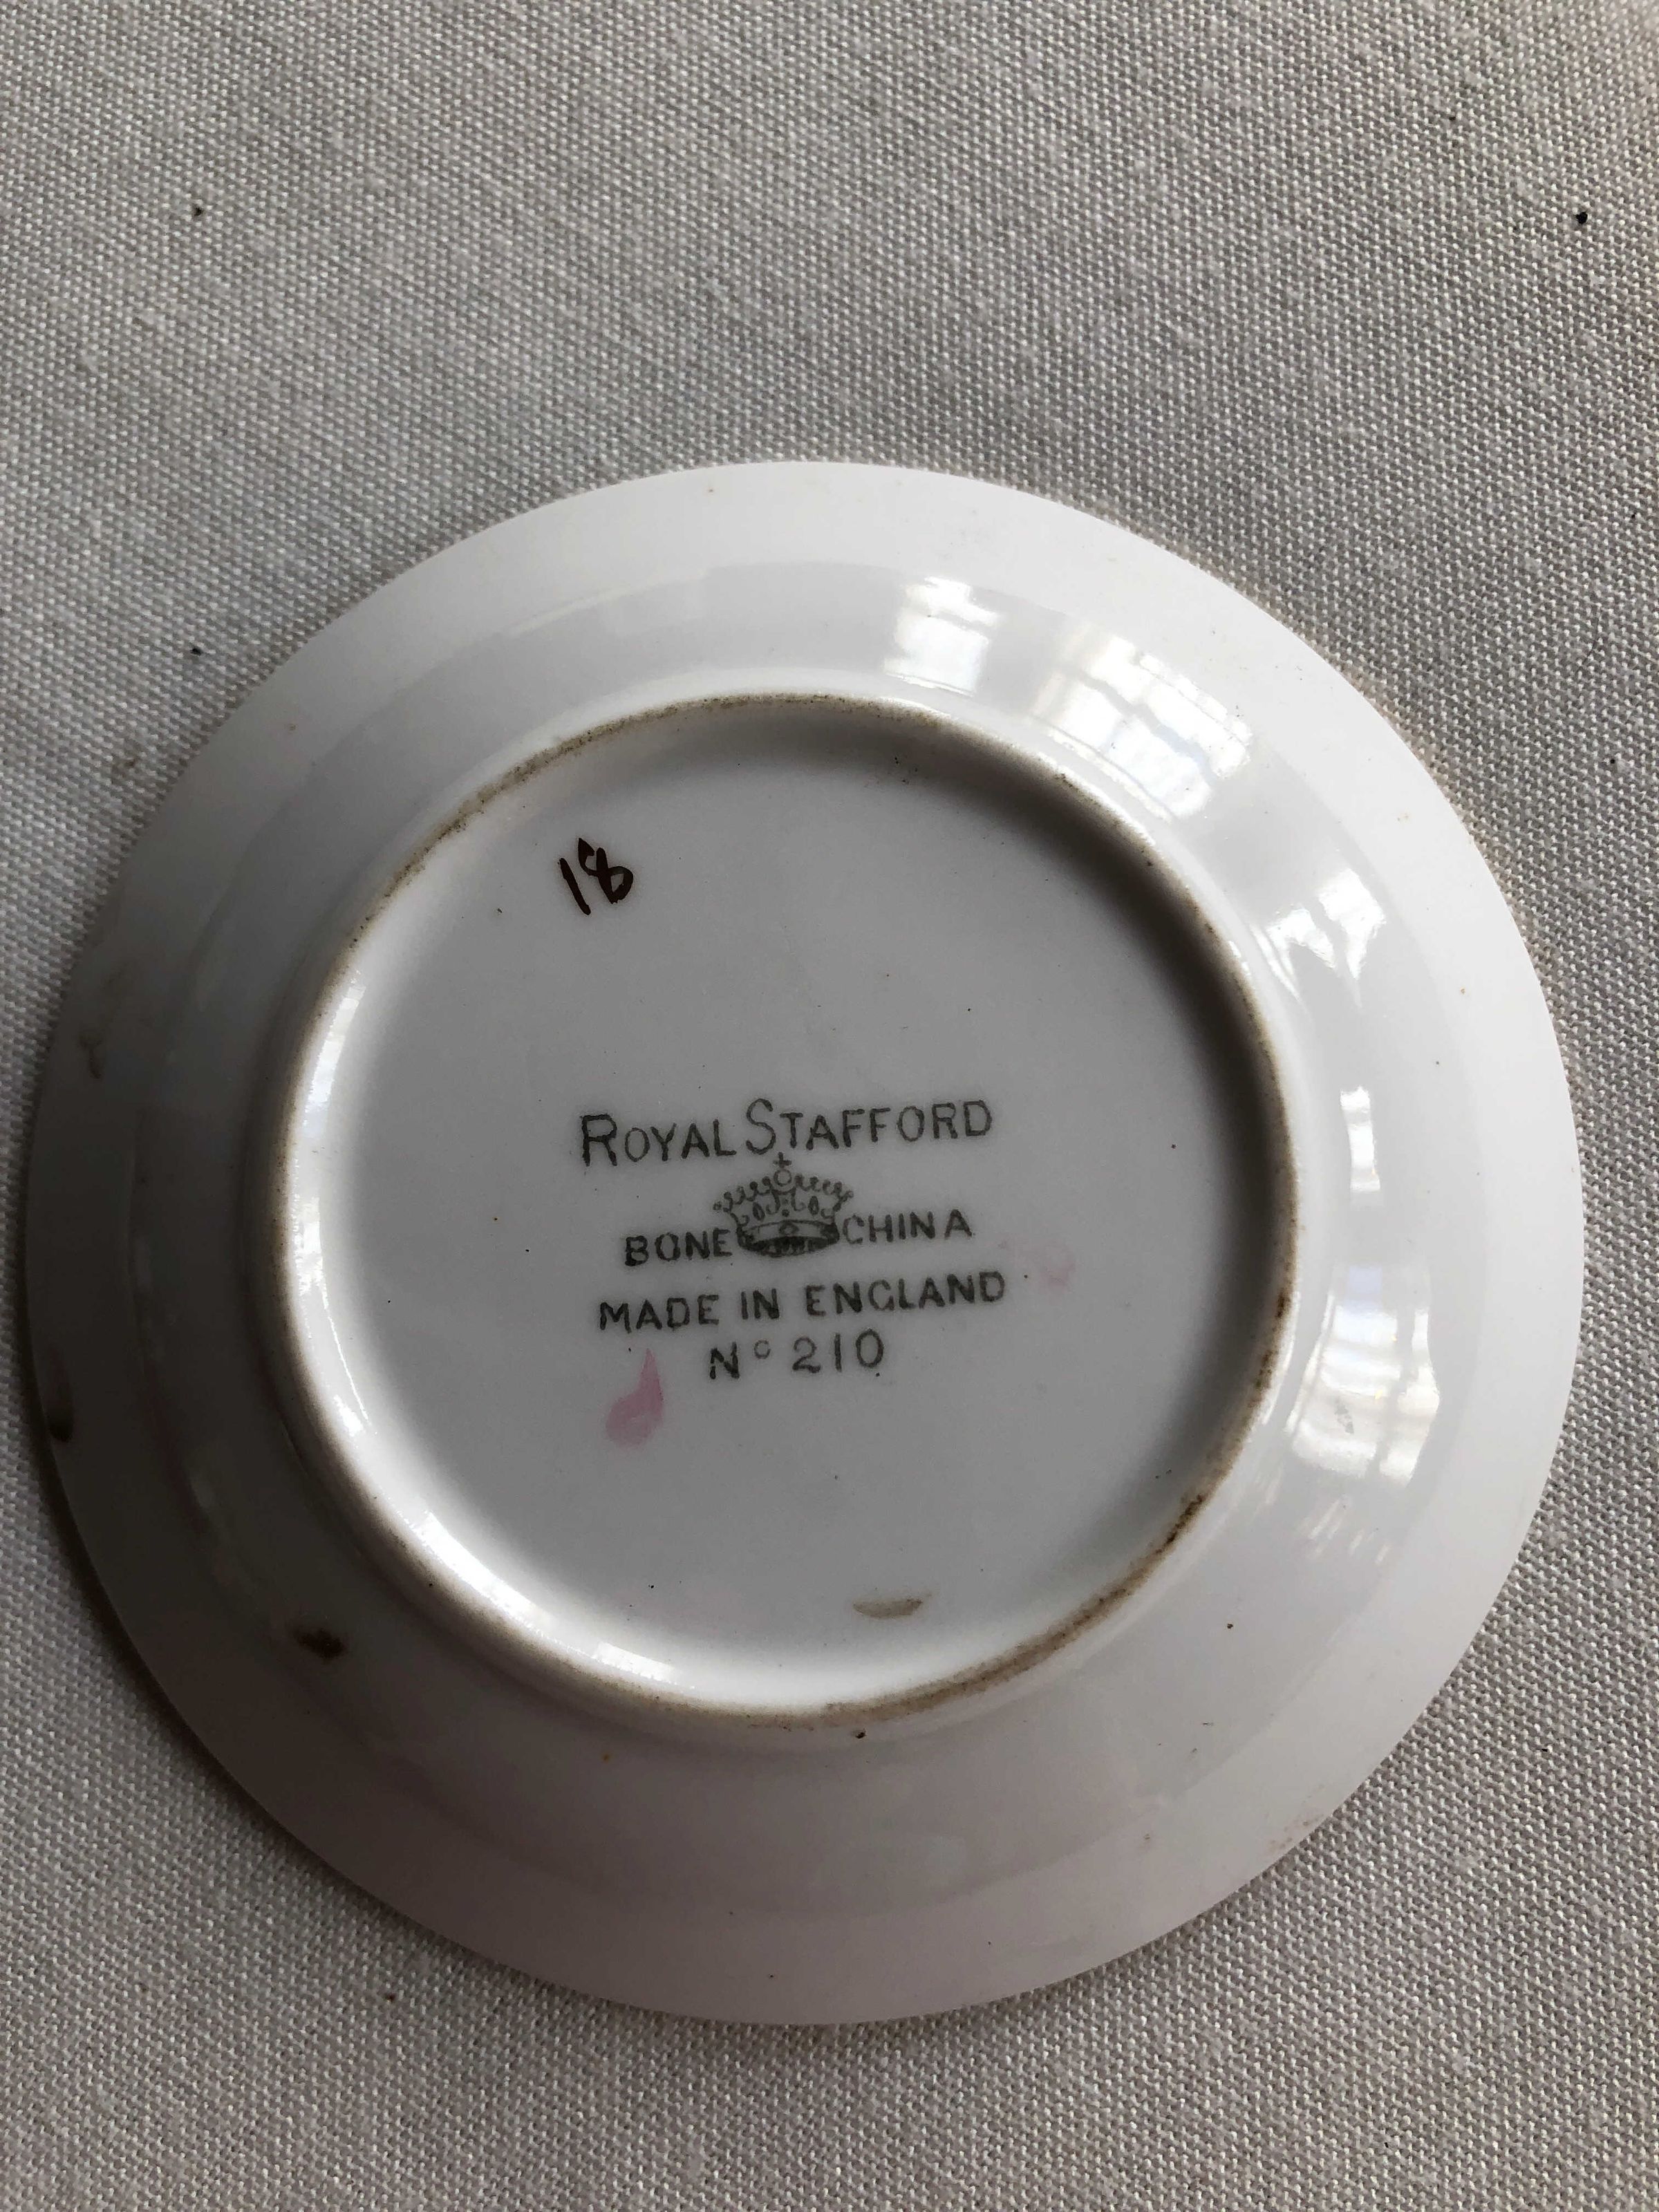 18
ROYAL STAFFORD
BONE CHINA
MADE IN ENGLAND
No 210